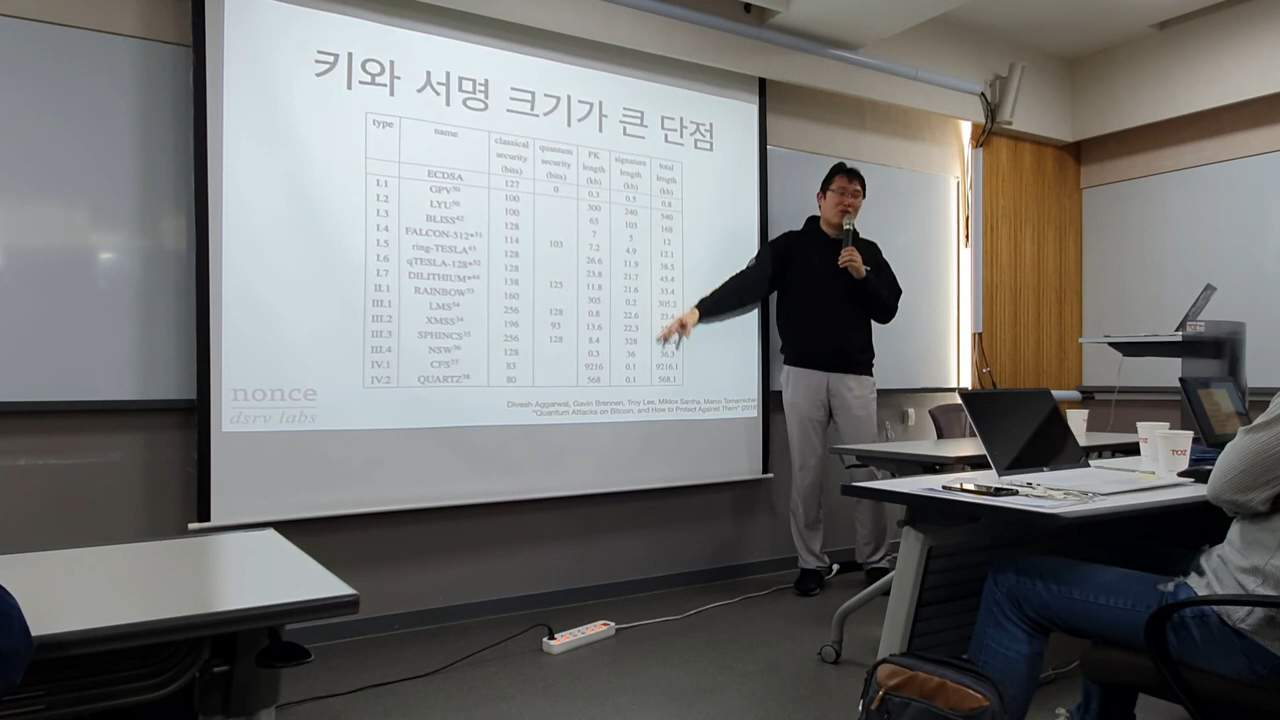 키와 서명 크기가 큰 단점
type name classical security (bits) quantum security (bits) PK length (kb) signature length (kb) total length (kb)
ECDSA 127 0 0.3 0.5 0.8
I.1 GPV 100 300 240 540
I.2 LYU 100 65 103 168
I.3 BLISS 128 7 5 12
I.4 FALCON-512 114 103 7.2 4.9 12.1
I.5 ring-TESLA 128 26.6 11.9 38.5
I.6 qTESLA-128 128 23.8 21.7 45.4
I.7 DILITHIUM 138 125 11.8 21.6 33.4
II.1 RAINBOW 160 305 0.2 305.2
III.1 LMS 256 128 0.8 22.6
III.2 XMSS 196 93 13.6 22.3
III.3 SPHINCS 256 128 8.4 328
III.4 NSW 128 0.3 36 36.3
IV.1 CFS 83 9216 0.1 9216.1
IV.2 QUARTZ 80 568 0.1 568.1
Divesh Aggarwal, Gavin Brennen, Troy Lee, Miklos Santha, Marco Tomamichel
"Quantum Attacks on Bitcoin, and How to Protect Against Them"
nonce
dsrv labs
TOZ
TOZ